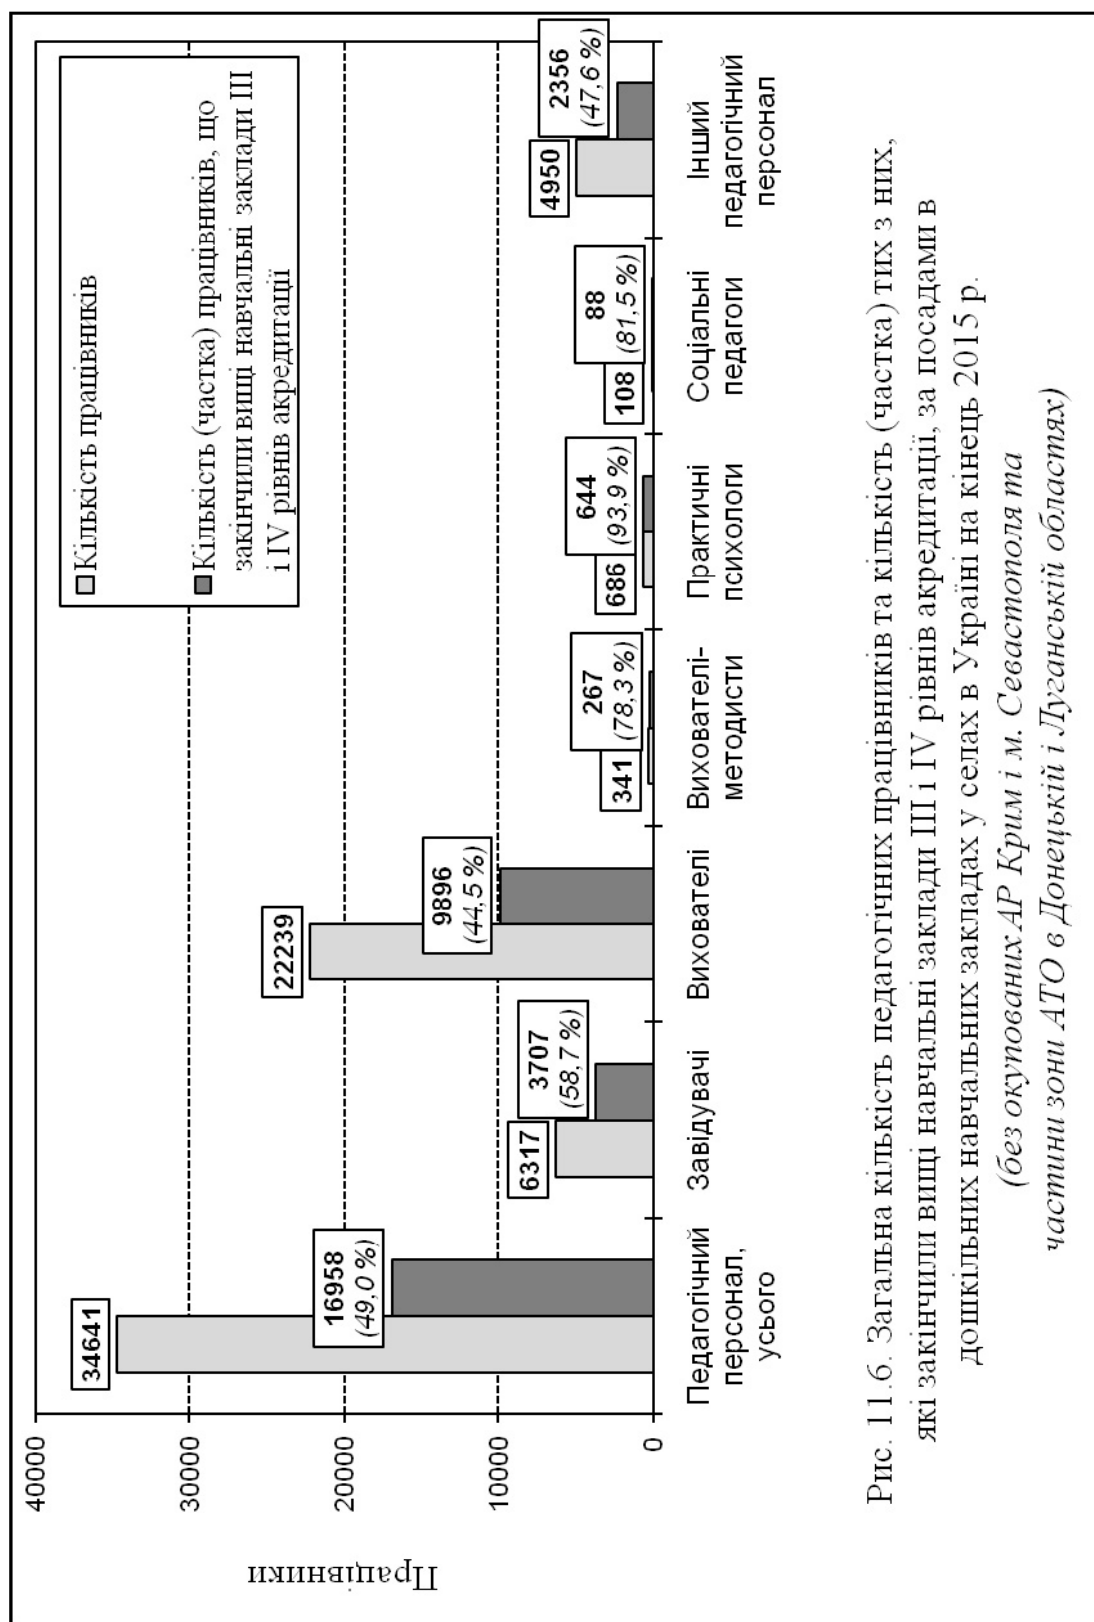 Працівники
40000
30000
20000
10000
0
Кількість працівників
Кількість (частка) працівників, що
закінчили вищі навчальні заклади ІІІ
і IV рівнів акредитації
34641
16958
(49,0 %)
6317
3707
(58,7 %)
22239
9896
(44,5 %)
341
267
(78,3 %)
686
644
(93,9 %)
108
88
(81,5 %)
4950
2356
(47,6 %)
Педагогічний
персонал,
усього
Завідувачі
Вихователі
Вихователі-
методисти
Практичні
психологи
Соціальні
педагоги
Інший
педагогічний
персонал
Рис. 11.6. Загальна кількість педагогічних працівників та кількість (частка) тих з них,
які закінчили вищі навчальні заклади ІІІ і IV рівнів акредитації, за посадами в
дошкільних навчальних закладах у селах в Україні на кінець 2015 р.
(без окупованих АР Крим і м. Севастополя та
частини зони АТО в Донецькій і Луганській областях)